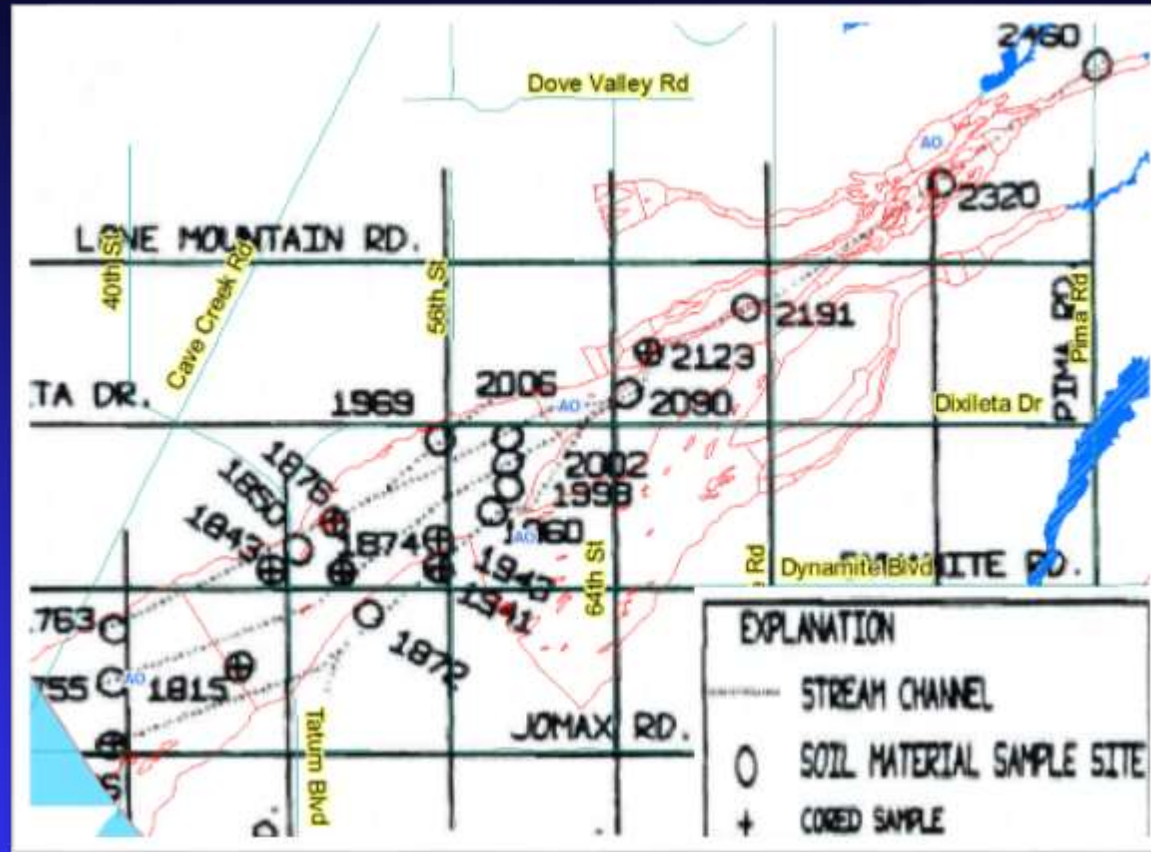 2460
Dove Valley Rd
AO
2320
LONE MOUNTAIN RD.
40th St
Cave Creek Rd
56th St
2191
PIMA RD.
Pima Rd
2123
TA DR.
1969
2006
AO
2090
Dixileta Dr
1876
1850
1843
2002
1998
1960
AO
1874
1943
1941
64th St
Rd
Dynamite Blvd
ITE RD.
763
1872
755
AO
1815
Tatum Blvd
JOMAX RD.
S
D.
EXPLANATION
STREAM CHANNEL
SOIL MATERIAL SAMPLE SITE
CORED SAMPLE